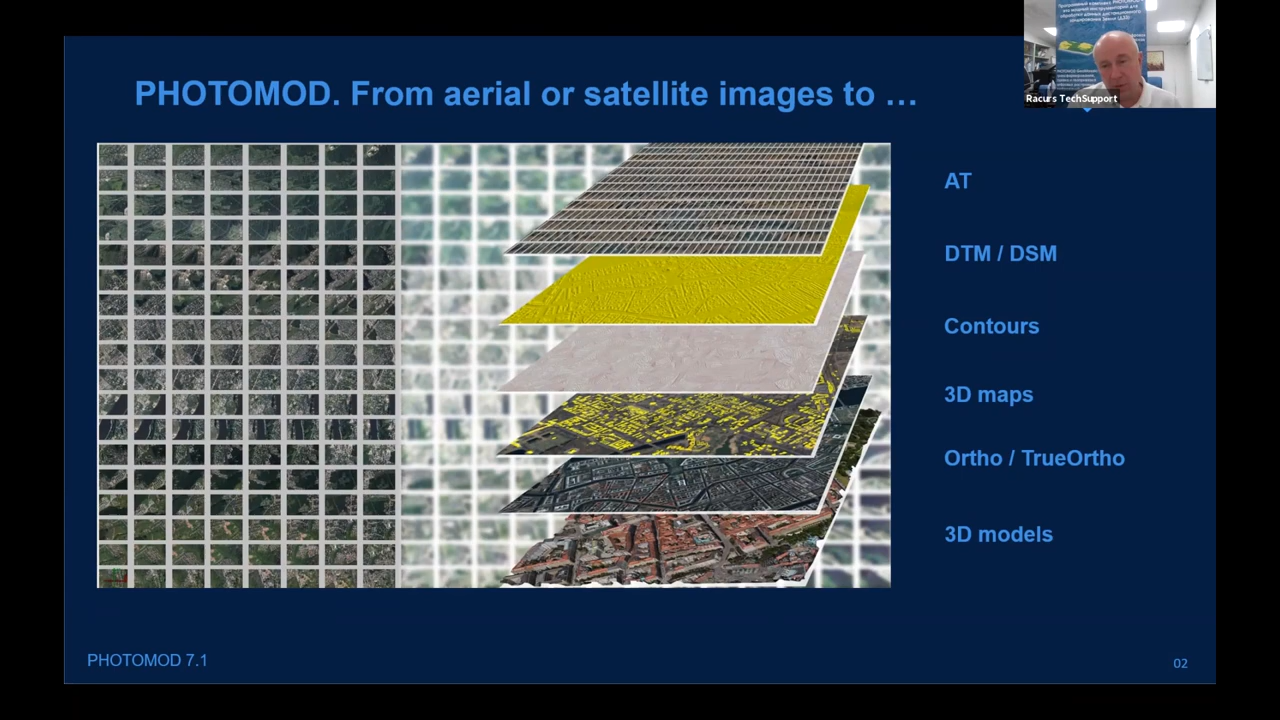 PHOTOMOD. From aerial or satellite images to …
Racurs TechSupport
AT
DTM / DSM
Contours
3D maps
Ortho / TrueOrtho
3D models
PHOTOMOD 7.1
02